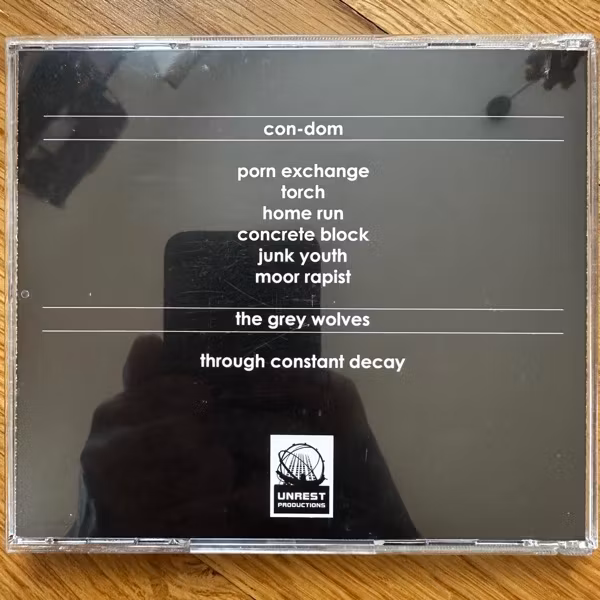 con-dom
porn exchange
torch
home run
concrete block
junk youth
moor rapist
the grey wolves
through constant decay
UNREST
PRODUCTIONS